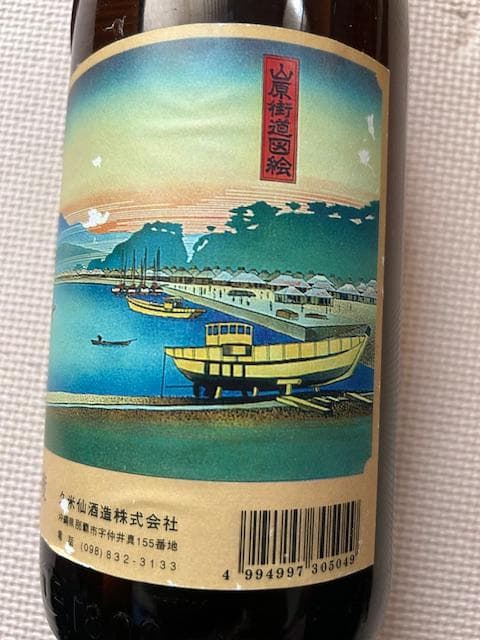 山原街道図絵
久米仙酒造株式会社
沖縄県那覇市字仲井真155番地
電話 (098) 832-3133
4 994997 305049